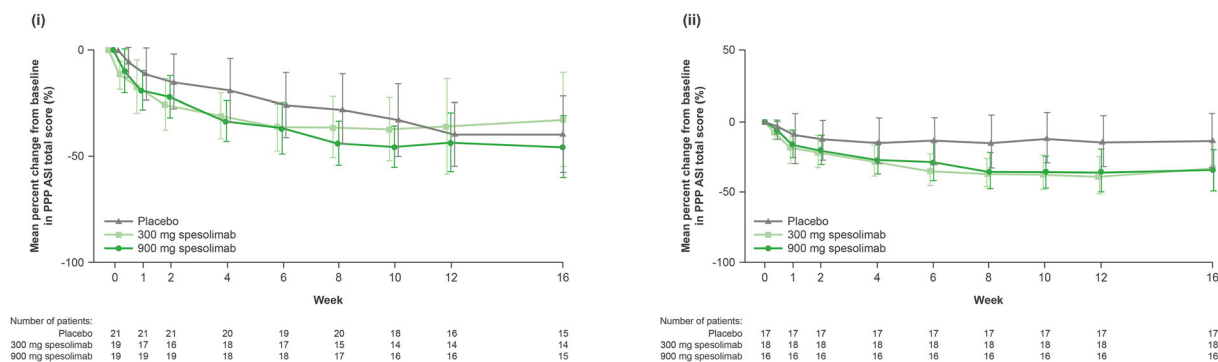 (i)
0
-50
-100
Mean percent change from baseline
in PPP ASI total score (%)
Placebo
300 mg spesolimab
900 mg spesolimab
0 1 2 4 6 8 10 12 16
Week
Number of patients:
Placebo 21 21 21 20 19 20 18 16 15
300 mg spesolimab 19 17 16 18 17 15 14 14 14
900 mg spesolimab 19 19 19 18 18 17 16 16 15
(ii)
50
0
-50
-100
Mean percent change from baseline
in PPP ASI total score (%)
Placebo
300 mg spesolimab
900 mg spesolimab
0 1 2 4 6 8 10 12 16
Week
Number of patients:
Placebo 17 17 17 17 17 17 17 17 17
300 mg spesolimab 18 18 18 18 18 18 18 18 18
900 mg spesolimab 16 16 16 16 16 16 16 16 16